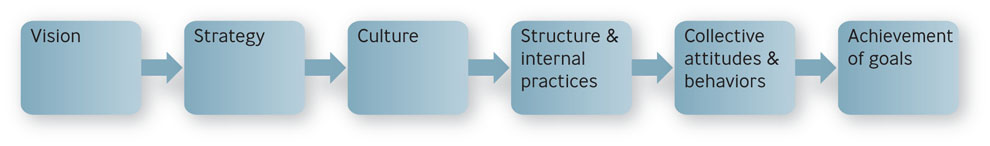 Vision
Strategy
Culture
Structure &
internal
practices
Collective
attitudes &
behaviors
Achievement
of goals